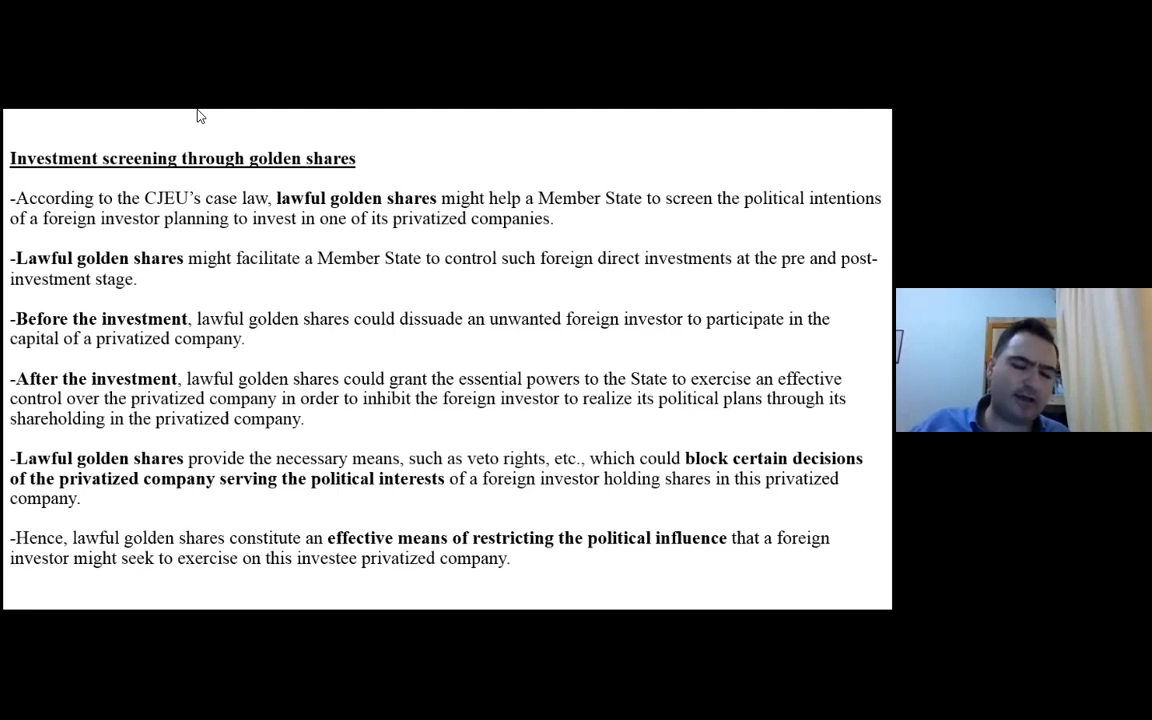 Investment screening through golden shares
-According to the CJEU's case law, lawful golden shares might help a Member State to screen the political intentions
of a foreign investor planning to invest in one of its privatized companies.
-Lawful golden shares might facilitate a Member State to control such foreign direct investments at the pre and post-
investment stage.
-Before the investment, lawful golden shares could dissuade an unwanted foreign investor to participate in the
capital of a privatized company.
-After the investment, lawful golden shares could grant the essential powers to the State to exercise an effective
control over the privatized company in order to inhibit the foreign investor to realize its political plans through its
shareholding in the privatized company.
-Lawful golden shares provide the necessary means, such as veto rights, etc., which could block certain decisions
of the privatized company serving the political interests of a foreign investor holding shares in this privatized
company.
-Hence, lawful golden shares constitute an effective means of restricting the political influence that a foreign
investor might seek to exercise on this investee privatized company.